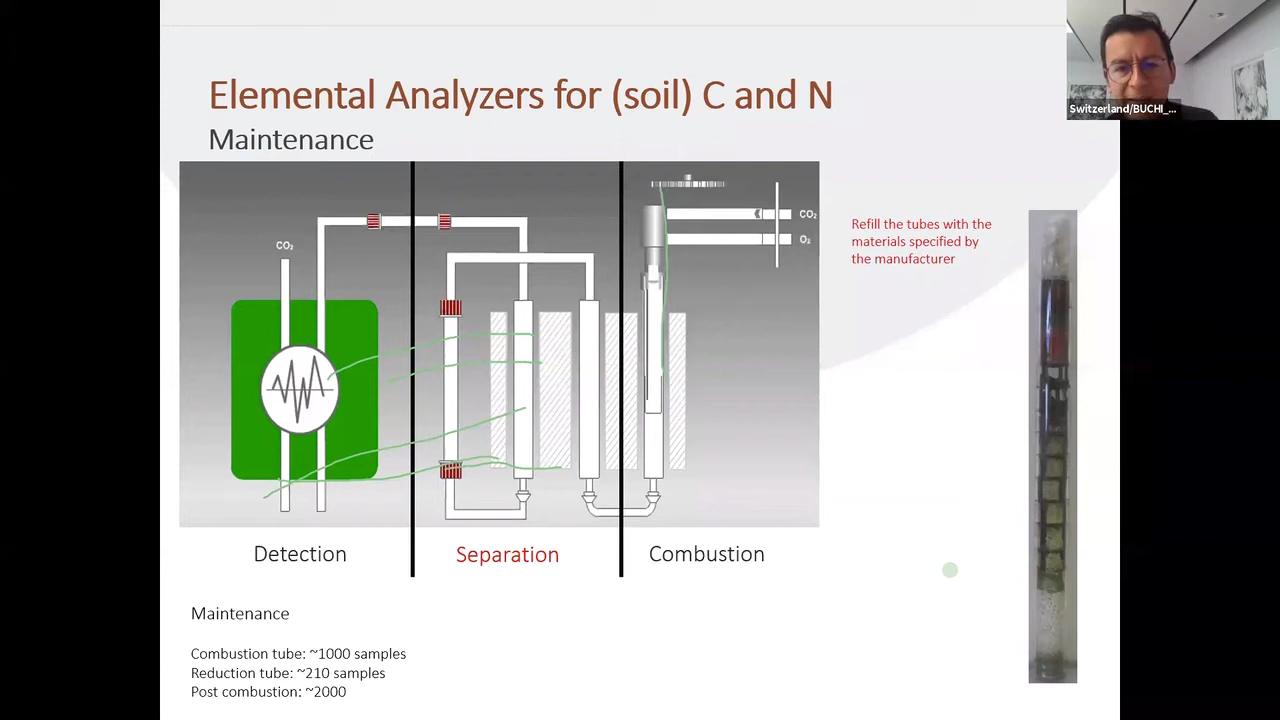 Elemental Analyzers for (soil) C and N
Maintenance
Switzerland/BUCHI_...
CO₂
CO₂
O₂
Refill the tubes with the
materials specified by
the manufacturer
Detection
Separation
Combustion
Maintenance
Combustion tube: ~1000 samples
Reduction tube: ~210 samples
Post combustion: ~2000